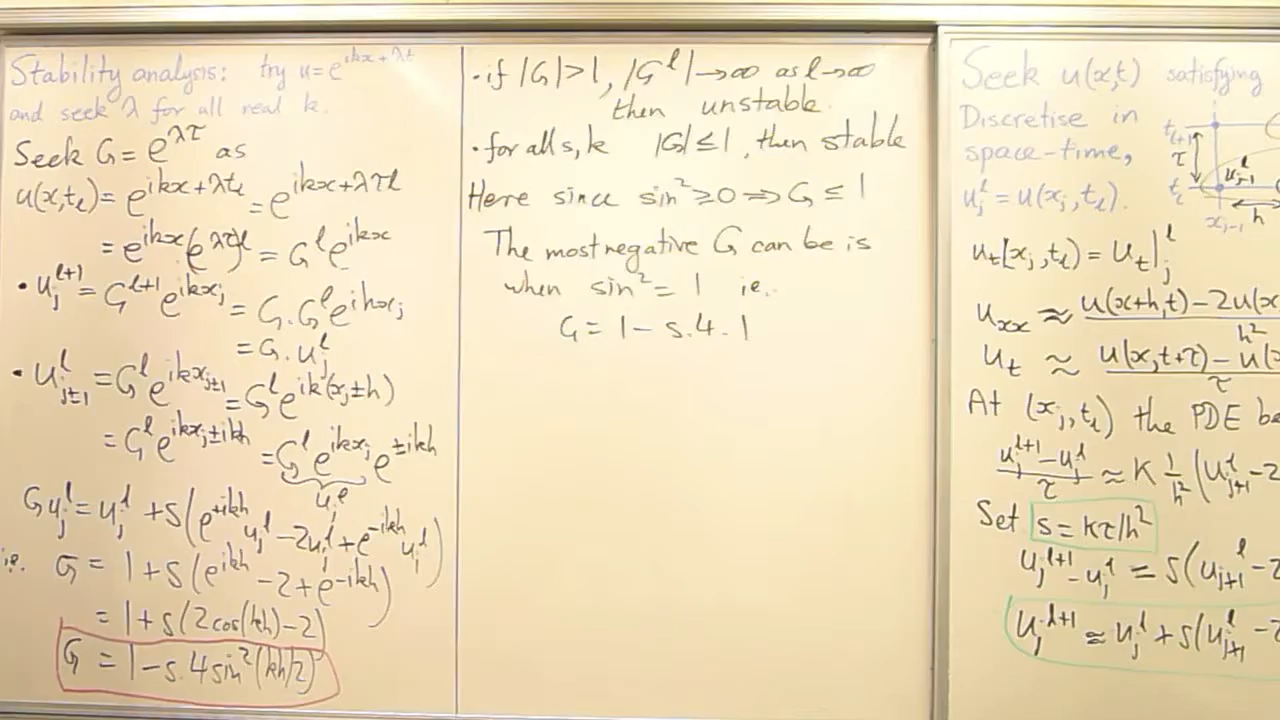 Stability analysis: try u = e^{ikx+λt}
and seek λ for all real k.
Seek G = e^{λτ} as
u(x,t_l) = e^{ikx+λt_l} = e^{ikx+λτl}
= e^{ikx}(e^{λτ})^l = G^l e^{ikx}
• u_j^{l+1} = G^{l+1} e^{ikx_j} = G.G^l e^{ikx_j}
= G.u_j^l
• u_{j±1}^l = G^l e^{ikx_{j±1}} = G^l e^{ik(x_j±h)}
= G^l e^{ikx_j±ikh} = G^l e^{ikx_j} e^{±ikh}
u_j^l
G u_j^l = u_j^l + s(e^{+ikh} u_j^l - 2u_j^l + e^{-ikh} u_j^l)
ie. G = 1 + s(e^{ikh} - 2 + e^{-ikh})
= 1 + s(2cos(kh) - 2)
G = 1 - s.4 sin²(kh/2)
• if |G| > 1, |G^l| → ∞ as l → ∞
then unstable.
• for all s, k |G| ≤ 1, then stable
Here since sin² ≥ 0 ⇒ G ≤ 1
The most negative G can be is
when sin² = 1 ie.
G = 1 - s.4.1
Seek u(x,t) satisfying
Discretise in
space-time,
u_j^l = u(x_j, t_l).
t_{l+1}
τ
t_l
u_{j-1}^l
x_{j-1}
h
u_t(x_j, t_l) = u_t|_j^l
u_xx ≈ u(x+h,t) - 2u(x
h²
u_t ≈ u(x,t+τ) - u(x
τ
At (x_j, t_l) the PDE be
u_j^{l+1} - u_j^l / τ ≈ K 1/h² (u_{j+1}^l - 2
Set s = Kτ/h²
u_j^{l+1} - u_j^l = s(u_{j+1}^l - 2
u_j^{l+1} ≈ u_j^l + s(u_{j+1}^l - 2